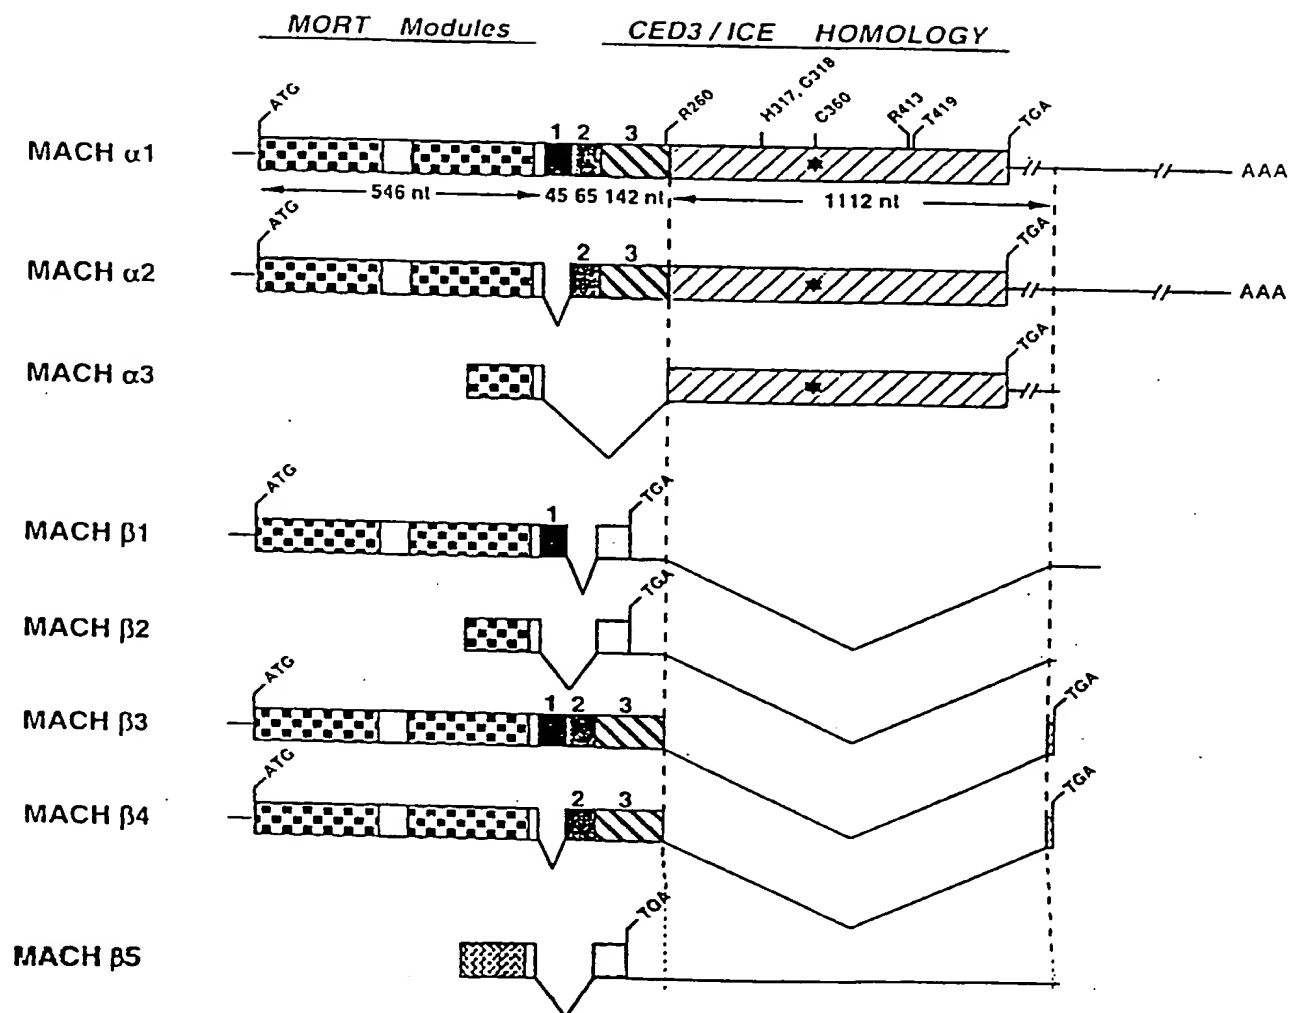 MORT Modules CED3 / ICE HOMOLOGY
ATG R260 H317, G318 C360 R413 T419 TGA
1 2 3
MACH α1 AAA
546 nt 45 65 142 nt 1112 nt
ATG TGA
2 3
MACH α2 AAA
TGA
MACH α3
ATG TGA
1
MACH β1
TGA
MACH β2
ATG 1 2 3 TGA
MACH β3
ATG 2 3 TGA
MACH β4
TGA
MACH β5